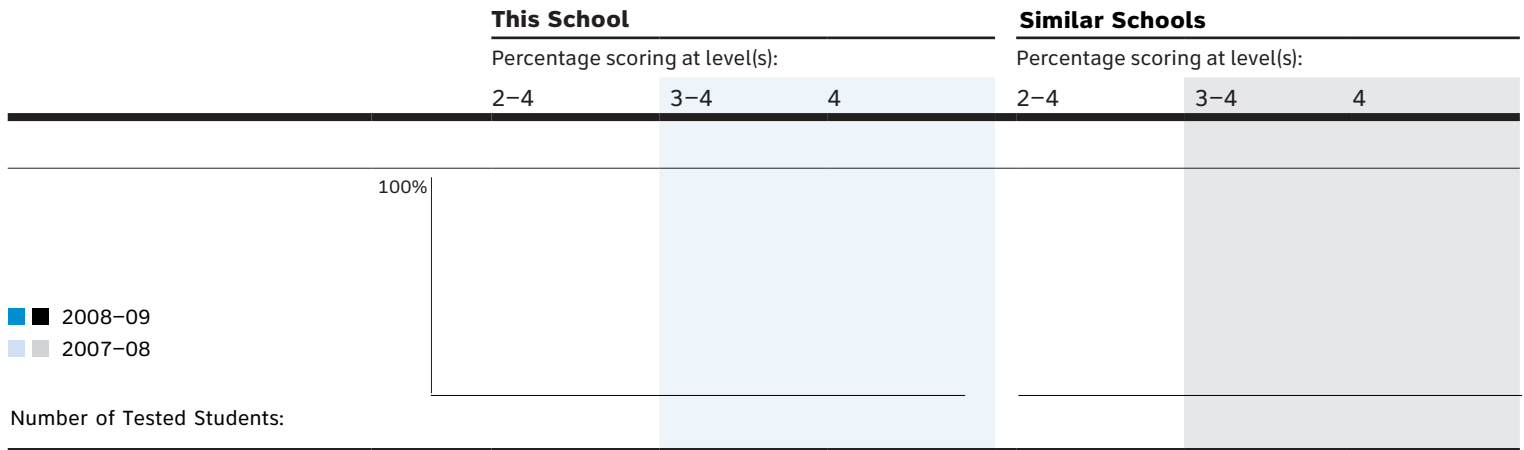 This School Similar Schools
Percentage scoring at level(s): Percentage scoring at level(s):
2–4 3–4 4 2–4 3–4 4
100%
2008–09
2007–08
Number of Tested Students: